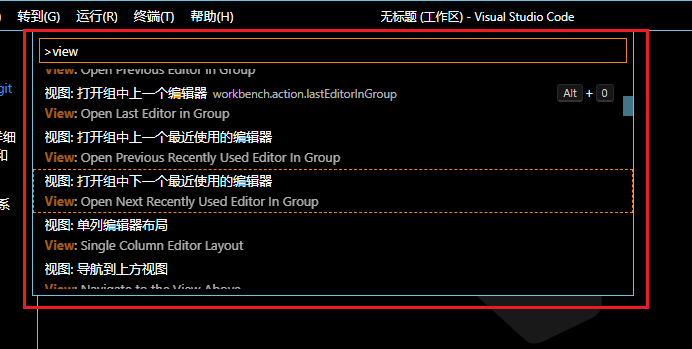 转到(G) 运行(R) 终端(T) 帮助(H) 无标题 (工作区) - Visual Studio Code
>view
View: Open Previous Editor in Group
视图: 打开组中上一个编辑器 workbench.action.lastEditorInGroup Alt + 0
View: Open Last Editor in Group
视图: 打开组中上一个最近使用的编辑器
View: Open Previous Recently Used Editor In Group
视图: 打开组中下一个最近使用的编辑器
View: Open Next Recently Used Editor In Group
视图: 单列编辑器布局
View: Single Column Editor Layout
视图: 导航到上方视图
View: Navigate to the View Above
git
详细
和
系